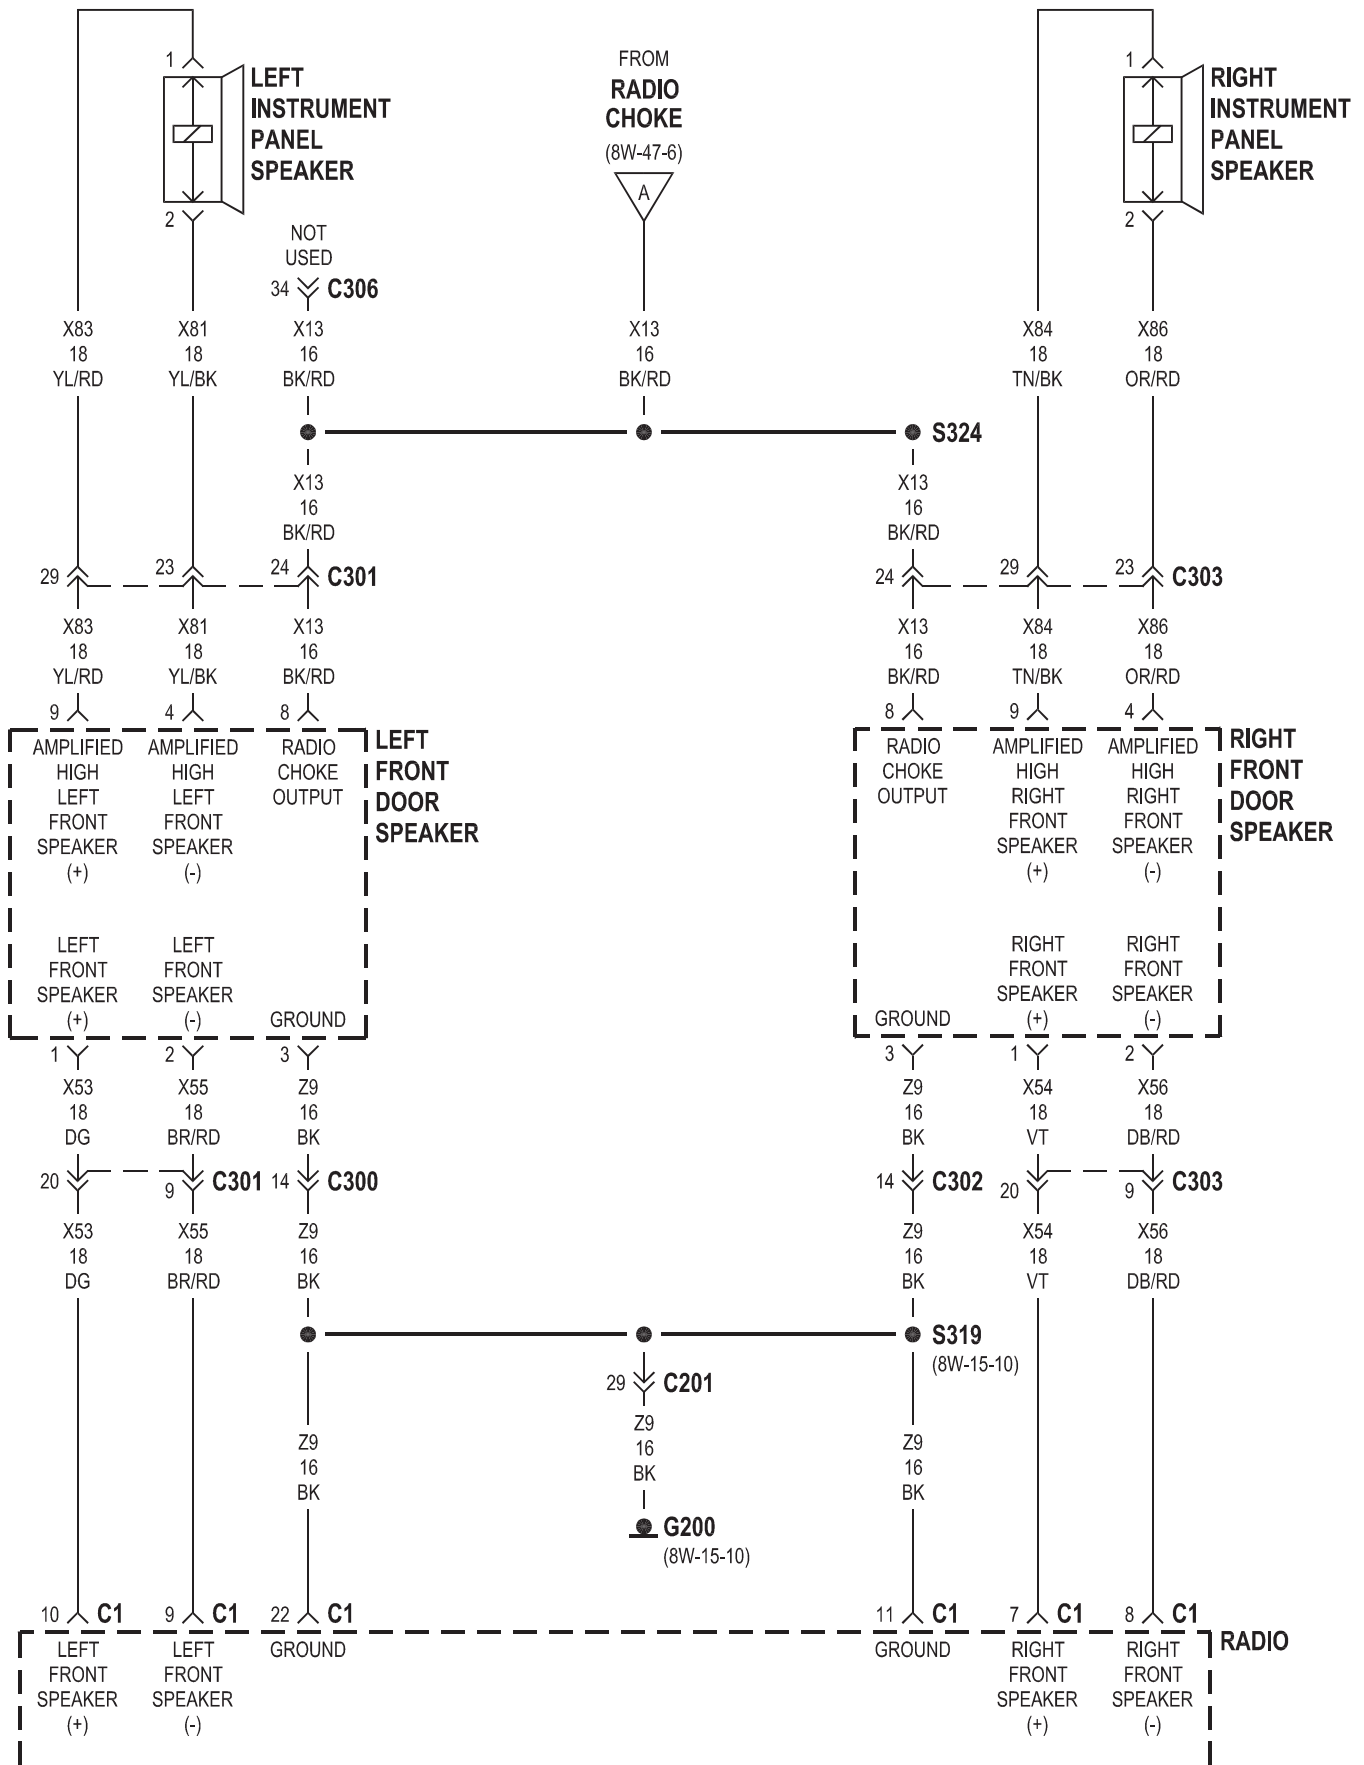 1
LEFT
INSTRUMENT
PANEL
SPEAKER
2
FROM
RADIO
CHOKE
(8W-47-6)
A
1
RIGHT
INSTRUMENT
PANEL
SPEAKER
2
NOT
USED
34 C306
X83 X81 X13 X13 X84 X86
18 18 16 16 18 18
YL/RD YL/BK BK/RD BK/RD TN/BK OR/RD
S324
X13 X13
16 16
BK/RD BK/RD
29 23 24 C301 24 29 23 C303
X83 X81 X13 X13 X84 X86
18 18 16 16 18 18
YL/RD YL/BK BK/RD BK/RD TN/BK OR/RD
9 4 8 8 9 4
AMPLIFIED
HIGH
LEFT
FRONT
SPEAKER
(+)
AMPLIFIED
HIGH
LEFT
FRONT
SPEAKER
(-)
RADIO
CHOKE
OUTPUT
LEFT
FRONT
DOOR
SPEAKER
RADIO
CHOKE
OUTPUT
AMPLIFIED
HIGH
RIGHT
FRONT
SPEAKER
(+)
AMPLIFIED
HIGH
RIGHT
FRONT
SPEAKER
(-)
RIGHT
FRONT
DOOR
SPEAKER
LEFT
FRONT
SPEAKER
(+)
LEFT
FRONT
SPEAKER
(-)
GROUND
GROUND
RIGHT
FRONT
SPEAKER
(+)
RIGHT
FRONT
SPEAKER
(-)
1 2 3 3 1 2
X53 X55 Z9 Z9 X54 X56
18 18 16 16 18 18
DG BR/RD BK BK VT DB/RD
20 9 C301 14 C300 14 C302 20 9 C303
X53 X55 Z9 Z9 X54 X56
18 18 16 16 18 18
DG BR/RD BK BK VT DB/RD
S319
(8W-15-10)
29 C201
Z9
16
BK
Z9
16
BK
Z9
16
BK
G200
(8W-15-10)
10 C1 9 C1 22 C1 11 C1 7 C1 8 C1
RADIO
LEFT
FRONT
SPEAKER
(+)
LEFT
FRONT
SPEAKER
(-)
GROUND
GROUND
RIGHT
FRONT
SPEAKER
(+)
RIGHT
FRONT
SPEAKER
(-)